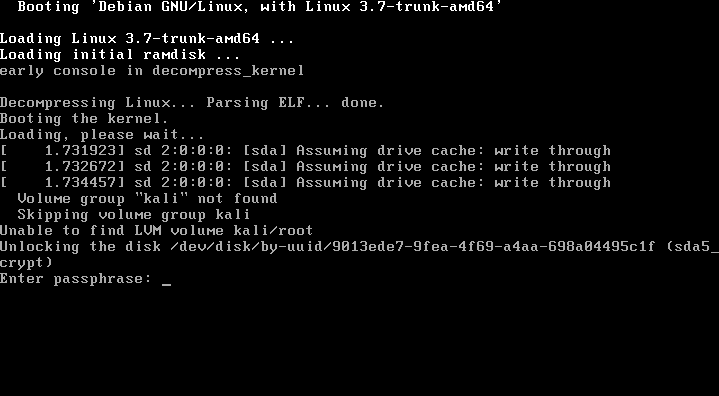 Booting 'Debian GNU/Linux, with Linux 3.7-trunk-amd64'
Loading Linux 3.7-trunk-amd64 ...
Loading initial ramdisk ...
early console in decompress_kernel
Decompressing Linux... Parsing ELF... done.
Booting the kernel.
Loading, please wait...
[    1.731923] sd 2:0:0:0: [sda] Assuming drive cache: write through
[    1.732672] sd 2:0:0:0: [sda] Assuming drive cache: write through
[    1.734457] sd 2:0:0:0: [sda] Assuming drive cache: write through
Volume group "kali" not found
Skipping volume group kali
Unable to find LVM volume kali/root
Unlocking the disk /dev/disk/by-uuid/9013ede7-9fea-4f69-a4aa-698a04495c1f (sda5_
crypt)
Enter passphrase: _